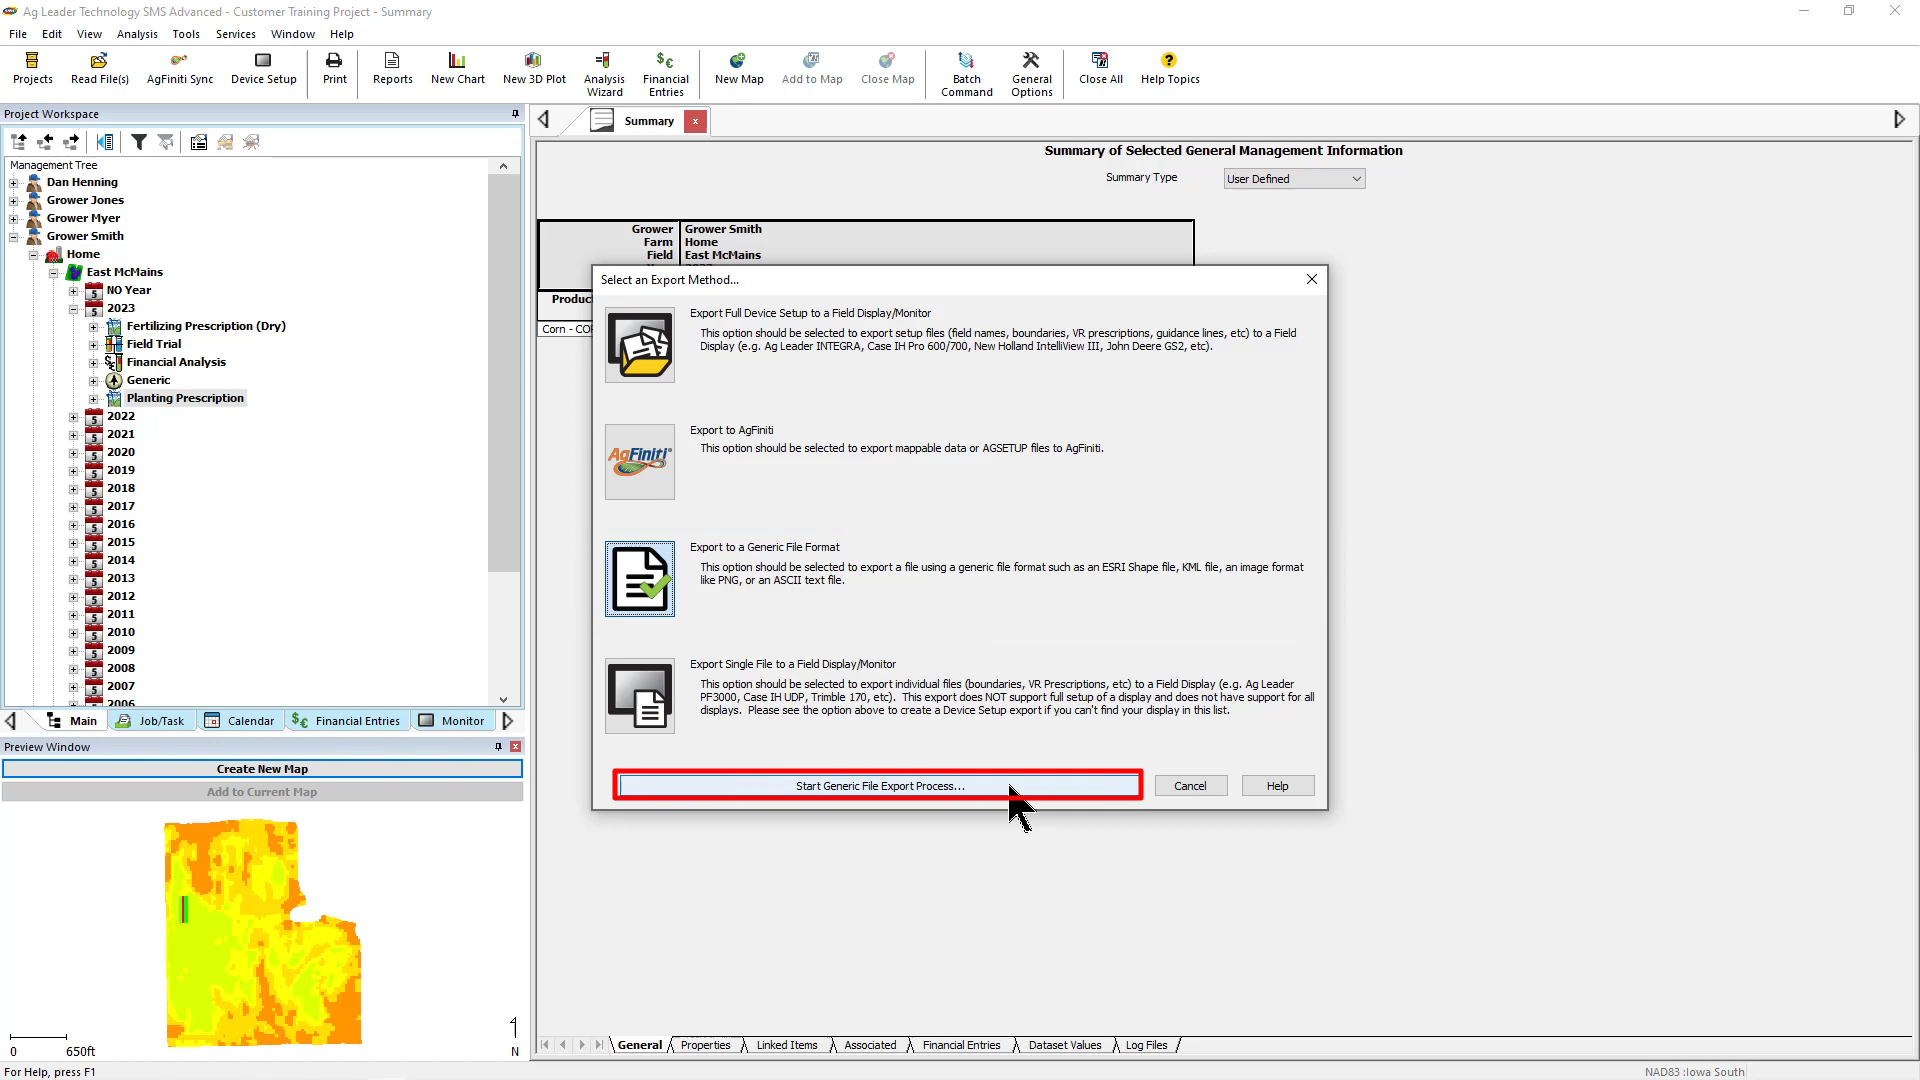 Ag Leader Technology SMS Advanced - Customer Training Project - Summary
File Edit View Analysis Tools Services Window Help
Projects Read File(s) AgFiniti Sync Device Setup Print Reports New Chart New 3D Plot Analysis Wizard Financial Entries New Map Add to Map Close Map Batch Command General Options Close All Help Topics
Project Workspace
Summary x
Management Tree
Dan Henning
Grower Jones
Grower Myer
Grower Smith
Home
East McMains
NO Year
2023
Fertilizing Prescription (Dry)
Field Trial
Financial Analysis
Generic
Planting Prescription
2022
2021
2020
2019
2018
2017
2016
2015
2014
2013
2012
2011
2010
2009
2008
2007
2006
Main Job/Task Calendar Financial Entries Monitor
Preview Window
Create New Map
Add to Current Map
0 650ft
N
Summary of Selected General Management Information
Summary Type User Defined
Grower Grower Smith
Farm Home
Field East McMains
Produc
Corn - CO
Select an Export Method...
Export Full Device Setup to a Field Display/Monitor
This option should be selected to export setup files (field names, boundaries, VR prescriptions, guidance lines, etc) to a Field
Display (e.g. Ag Leader INTEGRA, Case IH Pro 600/700, New Holland IntelliView III, John Deere GS2, etc).
AgFiniti
Export to AgFiniti
This option should be selected to export mappable data or AGSETUP files to AgFiniti.
Export to a Generic File Format
This option should be selected to export a file using a generic file format such as an ESRI Shape file, KML file, an image format
like PNG, or an ASCII text file.
Export Single File to a Field Display/Monitor
This option should be selected to export individual files (boundaries, VR Prescriptions, etc) to a Field Display (e.g. Ag Leader
PF3000, Case IH UDP, Trimble 170, etc). This export does NOT support full setup of a display and does not have support for all
displays. Please see the option above to create a Device Setup export if you can't find your display in this list.
Start Generic File Export Process... Cancel Help
General Properties Linked Items Associated Financial Entries Dataset Values Log Files
For Help, press F1
NAD83 :Iowa South